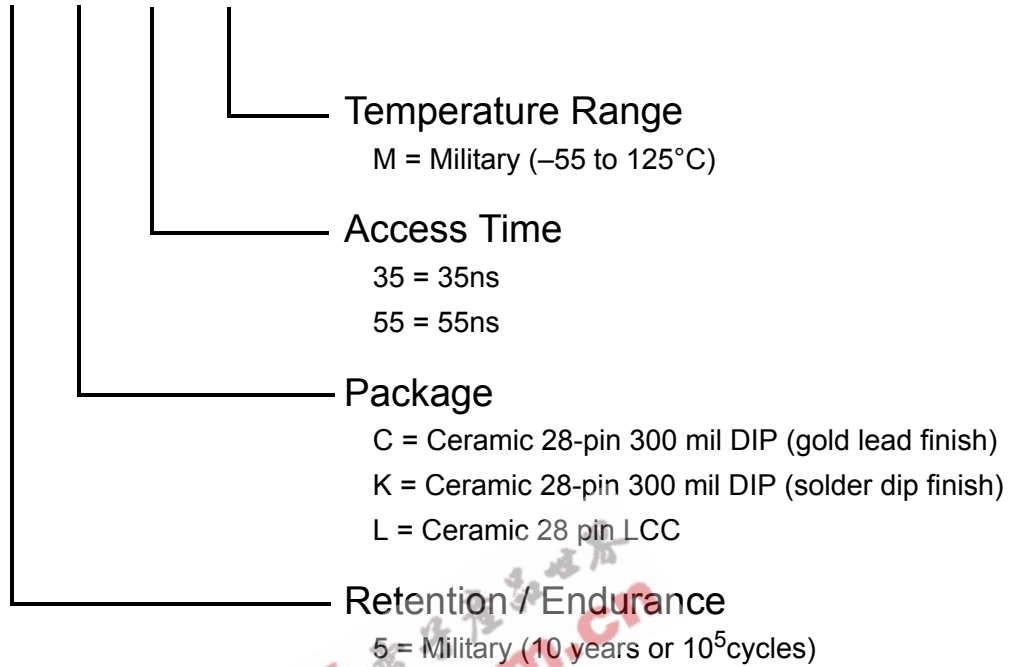 Temperature Range
M = Military (–55 to 125°C)
Access Time
35 = 35ns
55 = 55ns
Package
C = Ceramic 28-pin 300 mil DIP (gold lead finish)
K = Ceramic 28-pin 300 mil DIP (solder dip finish)
L = Ceramic 28 pin LCC
Retention / Endurance
5 = Military (10 years or 10⁵cycles)